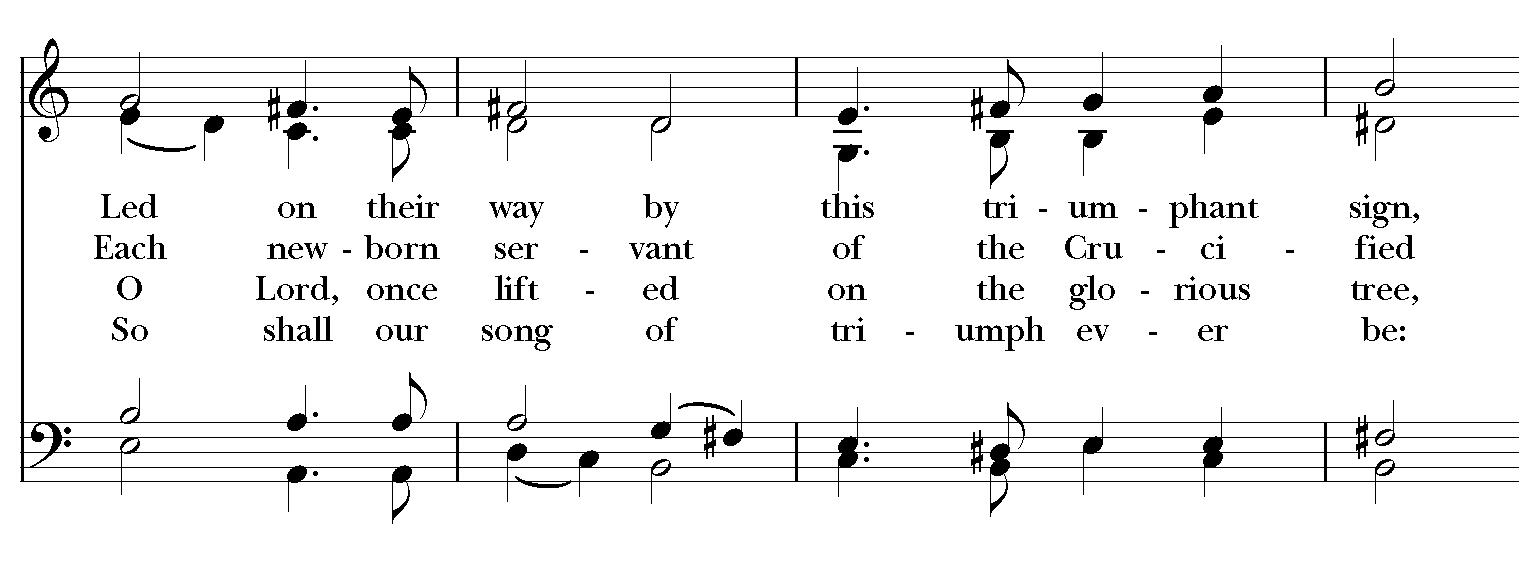 Led on their way by this tri - um - phant sign,
Each new - born ser - vant of the Cru - ci - fied
O Lord, once lift - ed on the glo - rious tree,
So shall our song of tri - umph ev - er be: